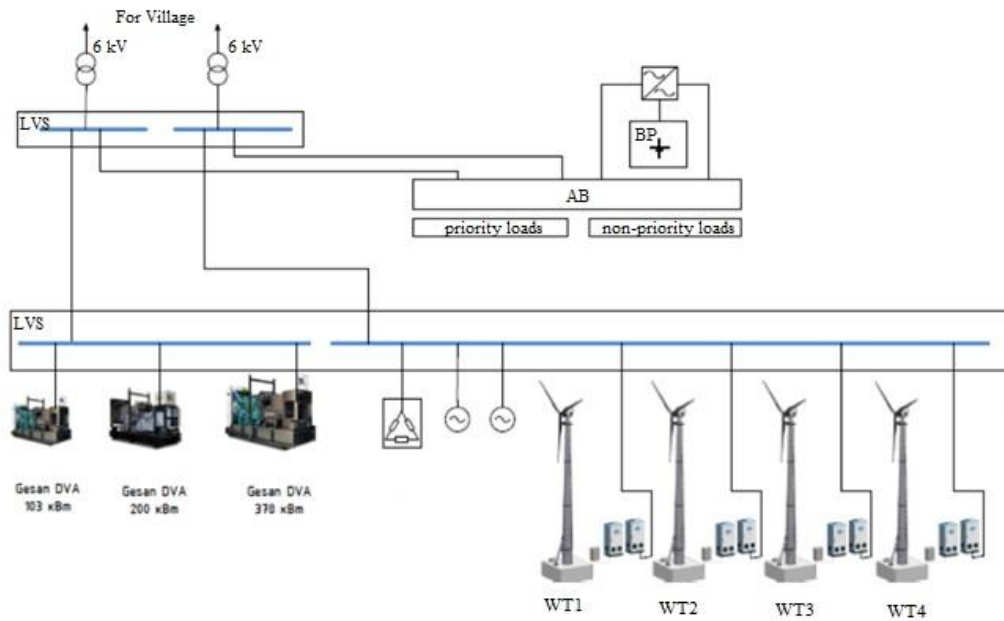 For Village
6 kV
6 kV
LVS
BP
AB
priority loads
non-priority loads
LVS
Gesan DVA
103 кВт
Gesan DVA
200 кВт
Gesan DVA
378 кВт
WT1
WT2
WT3
WT4